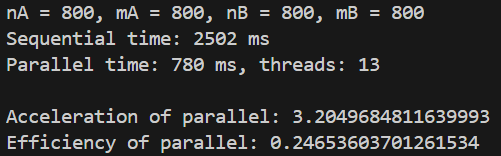 nA = 800, mA = 800, nB = 800, mB = 800
Sequential time: 2502 ms
Parallel time: 780 ms, threads: 13
Acceleration of parallel: 3.2049684811639993
Efficiency of parallel: 0.24653603701261534